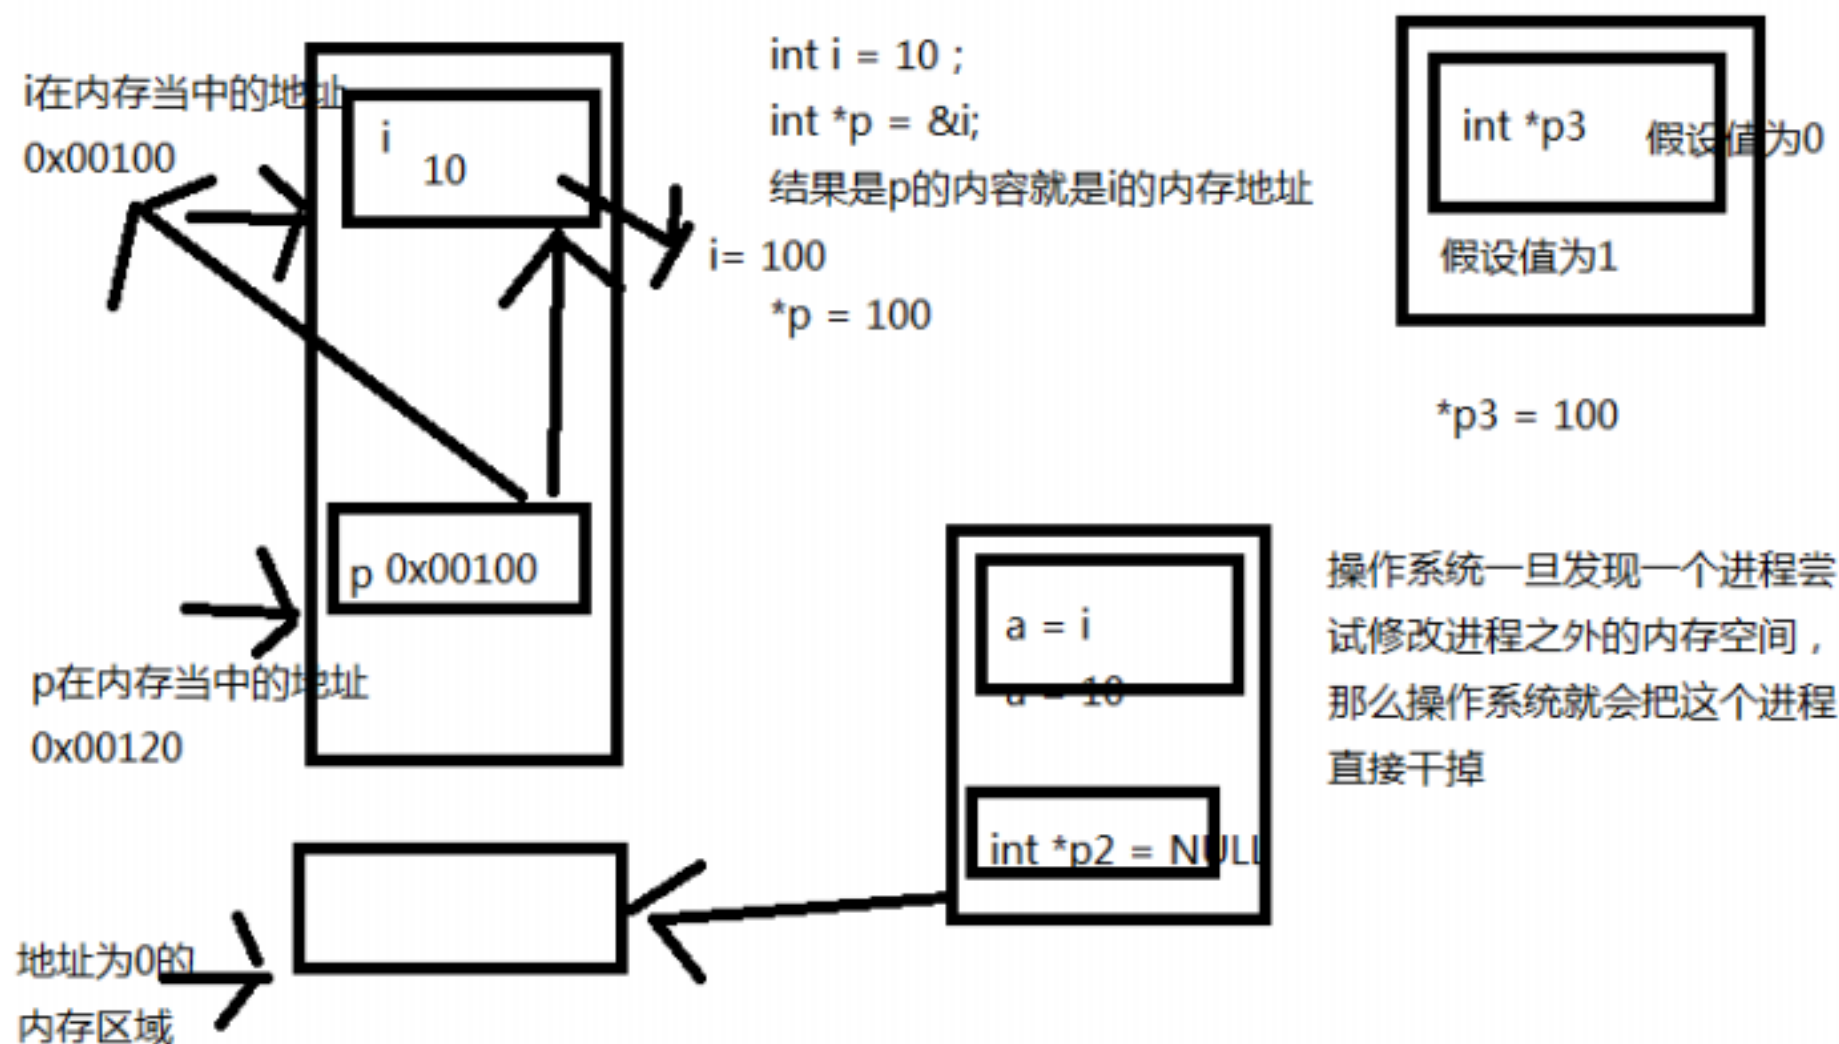 i在内存当中的地址
0x00100
i
10
p 0x00100
p在内存当中的地址
0x00120
地址为0的
内存区域
int i = 10 ;
int *p = &i;
结果是p的内容就是i的内存地址
i= 100
*p = 100
int *p3
假设值为0
假设值为1
*p3 = 100
a = i
a = 10
int *p2 = NULL
操作系统一旦发现一个进程尝
试修改进程之外的内存空间，
那么操作系统就会把这个进程
直接干掉